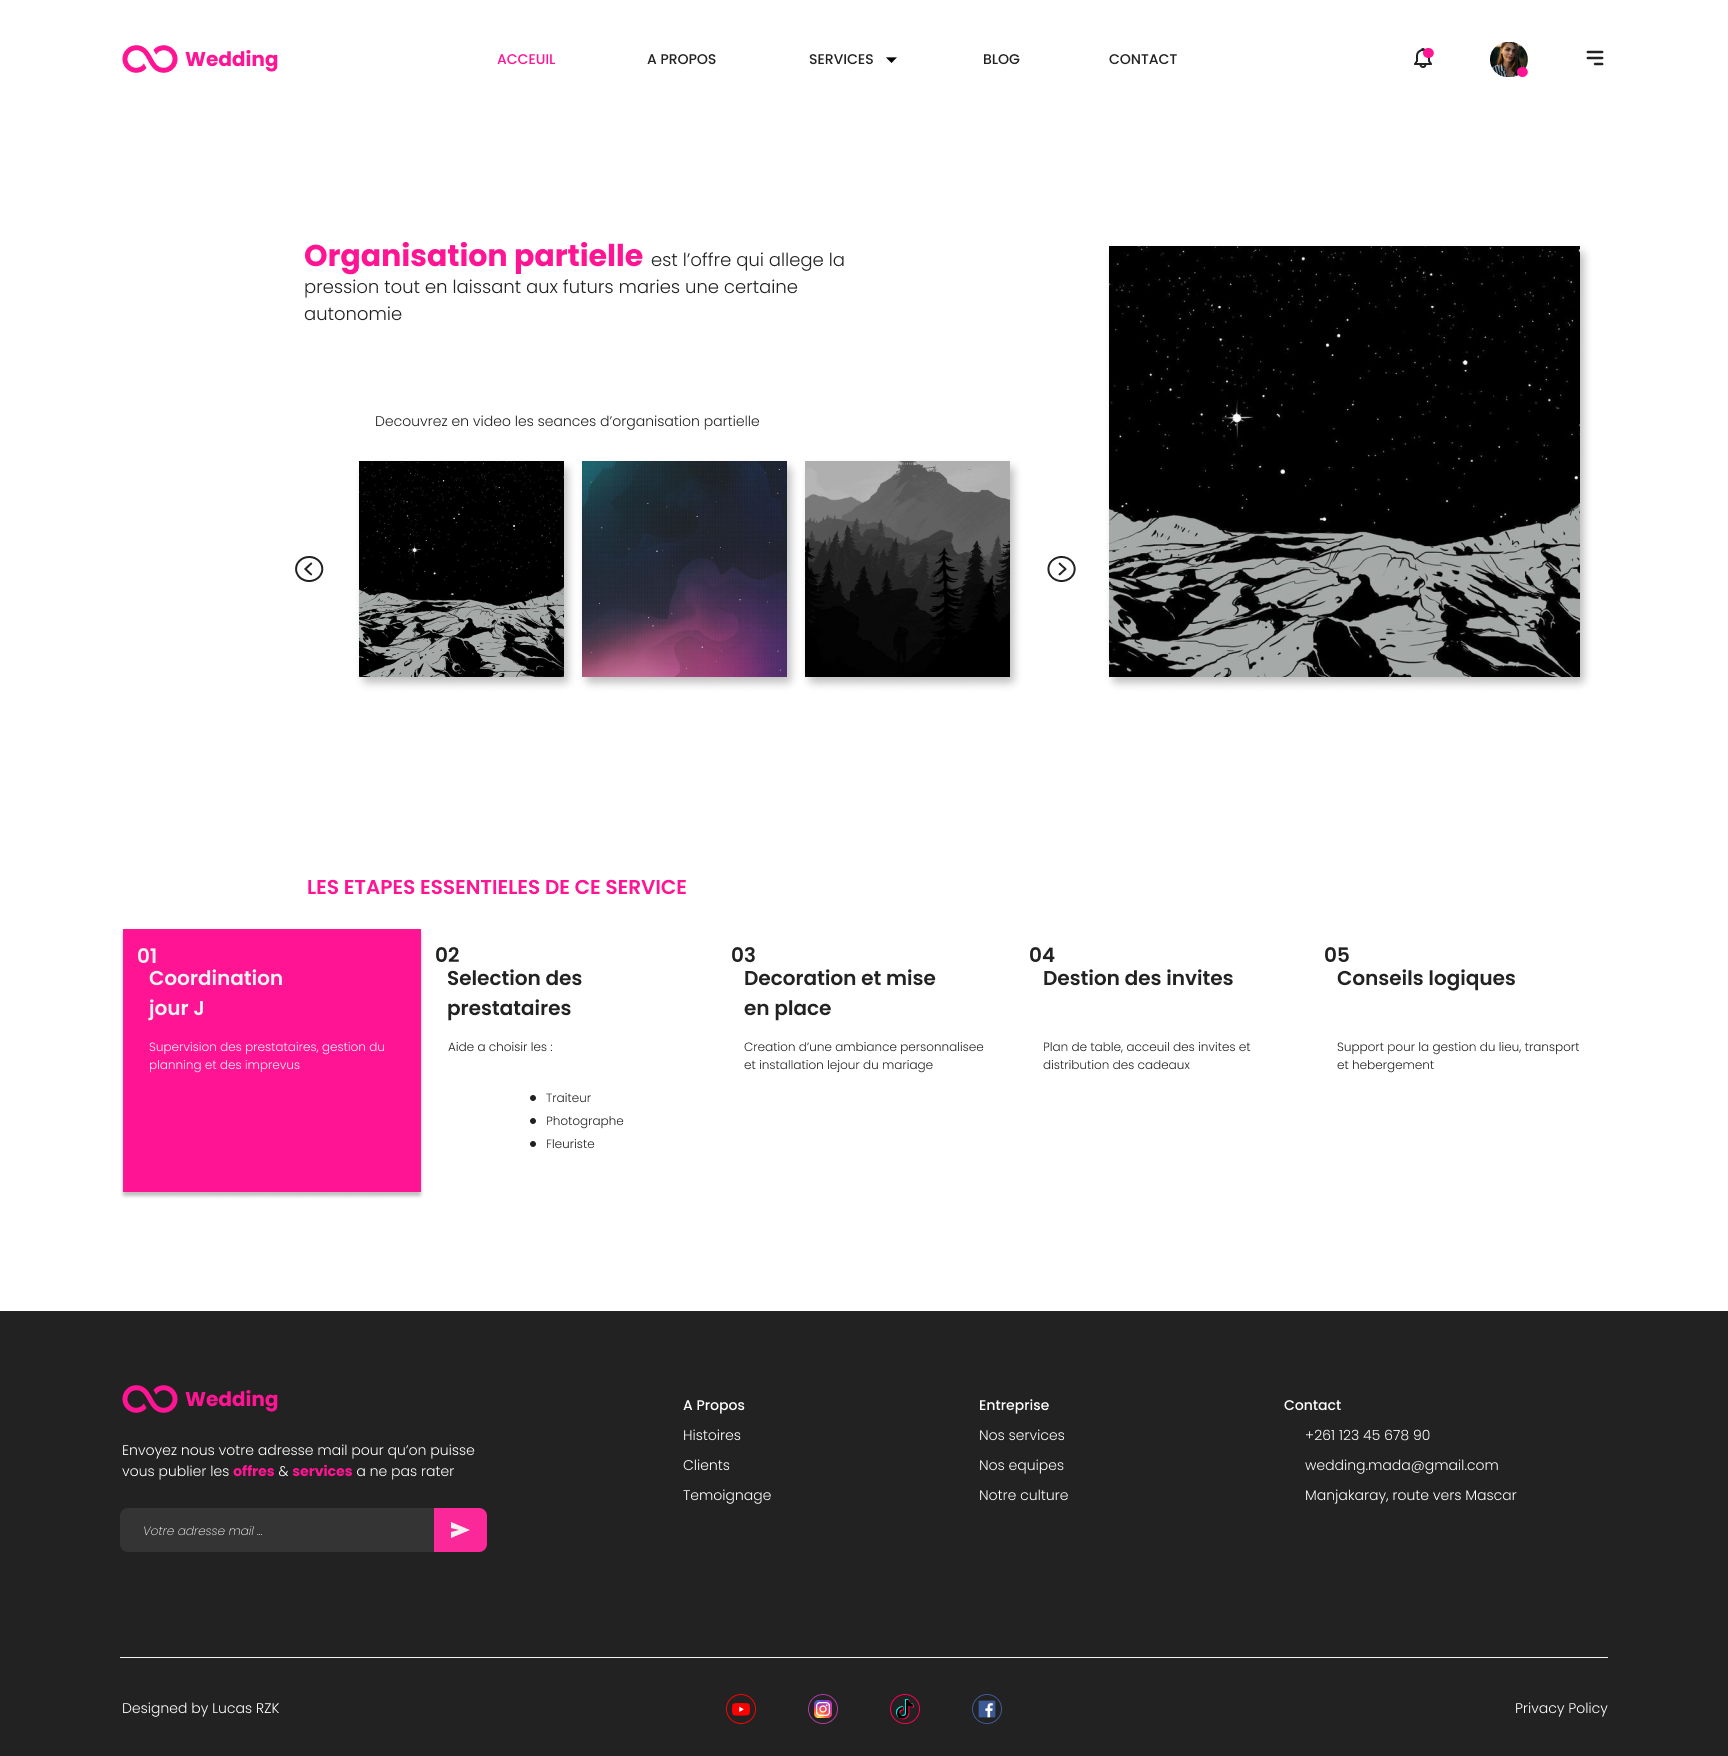 Wedding
ACCEUIL
A PROPOS
SERVICES
BLOG
CONTACT
Organisation partielle est l’offre qui allege la
pression tout en laissant aux futurs maries une certaine
autonomie
Decouvrez en video les seances d’organisation partielle
LES ETAPES ESSENTIELES DE CE SERVICE
01
Coordination
jour J
Supervision des prestataires, gestion du
planning et des imprevus
02
Selection des
prestataires
Aide a choisir les :
Traiteur
Photographe
Fleuriste
03
Decoration et mise
en place
Creation d’une ambiance personnalisee
et installation lejour du mariage
04
Destion des invites
Plan de table, acceuil des invites et
distribution des cadeaux
05
Conseils logiques
Support pour la gestion du lieu, transport
et hebergement
Wedding
Envoyez nous votre adresse mail pour qu’on puisse
vous publier les offres & services a ne pas rater
Votre adresse mail ...
A Propos
Histoires
Clients
Temoignage
Entreprise
Nos services
Nos equipes
Notre culture
Contact
+261 123 45 678 90
wedding.mada@gmail.com
Manjakaray, route vers Mascar
Designed by Lucas RZK
Privacy Policy